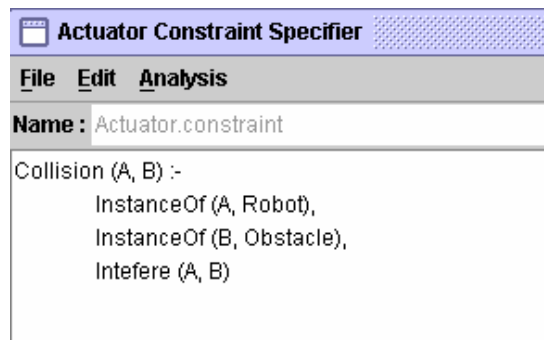 Actuator Constraint Specifier
File Edit Analysis
Name : Actuator.constraint
Collision (A, B) :-
InstanceOf (A, Robot),
InstanceOf (B, Obstacle),
Intefere (A, B)